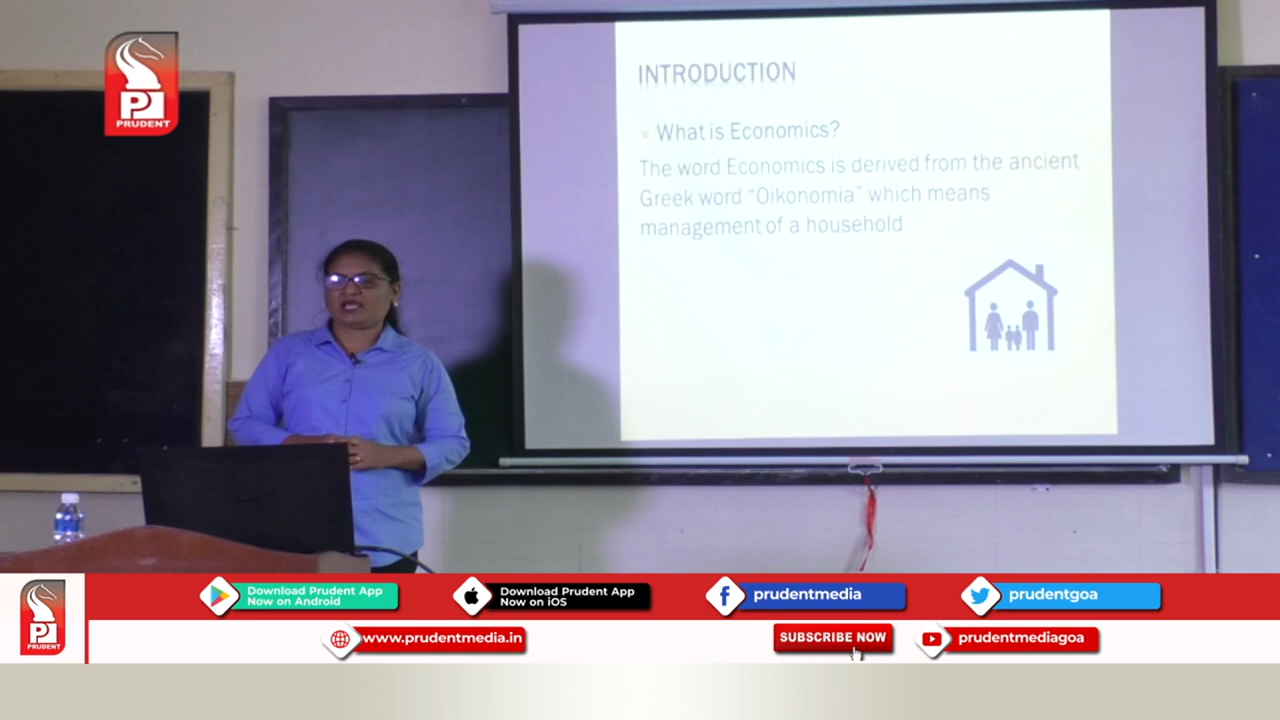 PRUDENT
INTRODUCTION
What is Economics?
The word Economics is derived from the ancient
Greek word “Oikonomia” which means
management of a household
PRUDENT
Download Prudent App
Now on Android
Download Prudent App
Now on iOS
prudentmedia
prudentgoa
www.prudentmedia.in
SUBSCRIBE NOW
prudentmediagoa